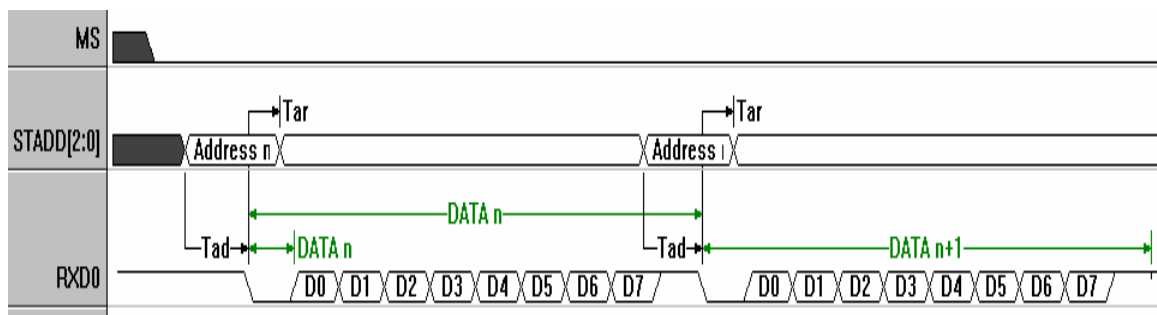 MS
Tar Tar
STADD[2:0] Address n Address
DATA n
Tad DATA n Tad DATA n+1
RXD0 D0 D1 D2 D3 D4 D5 D6 D7 D0 D1 D2 D3 D4 D5 D6 D7